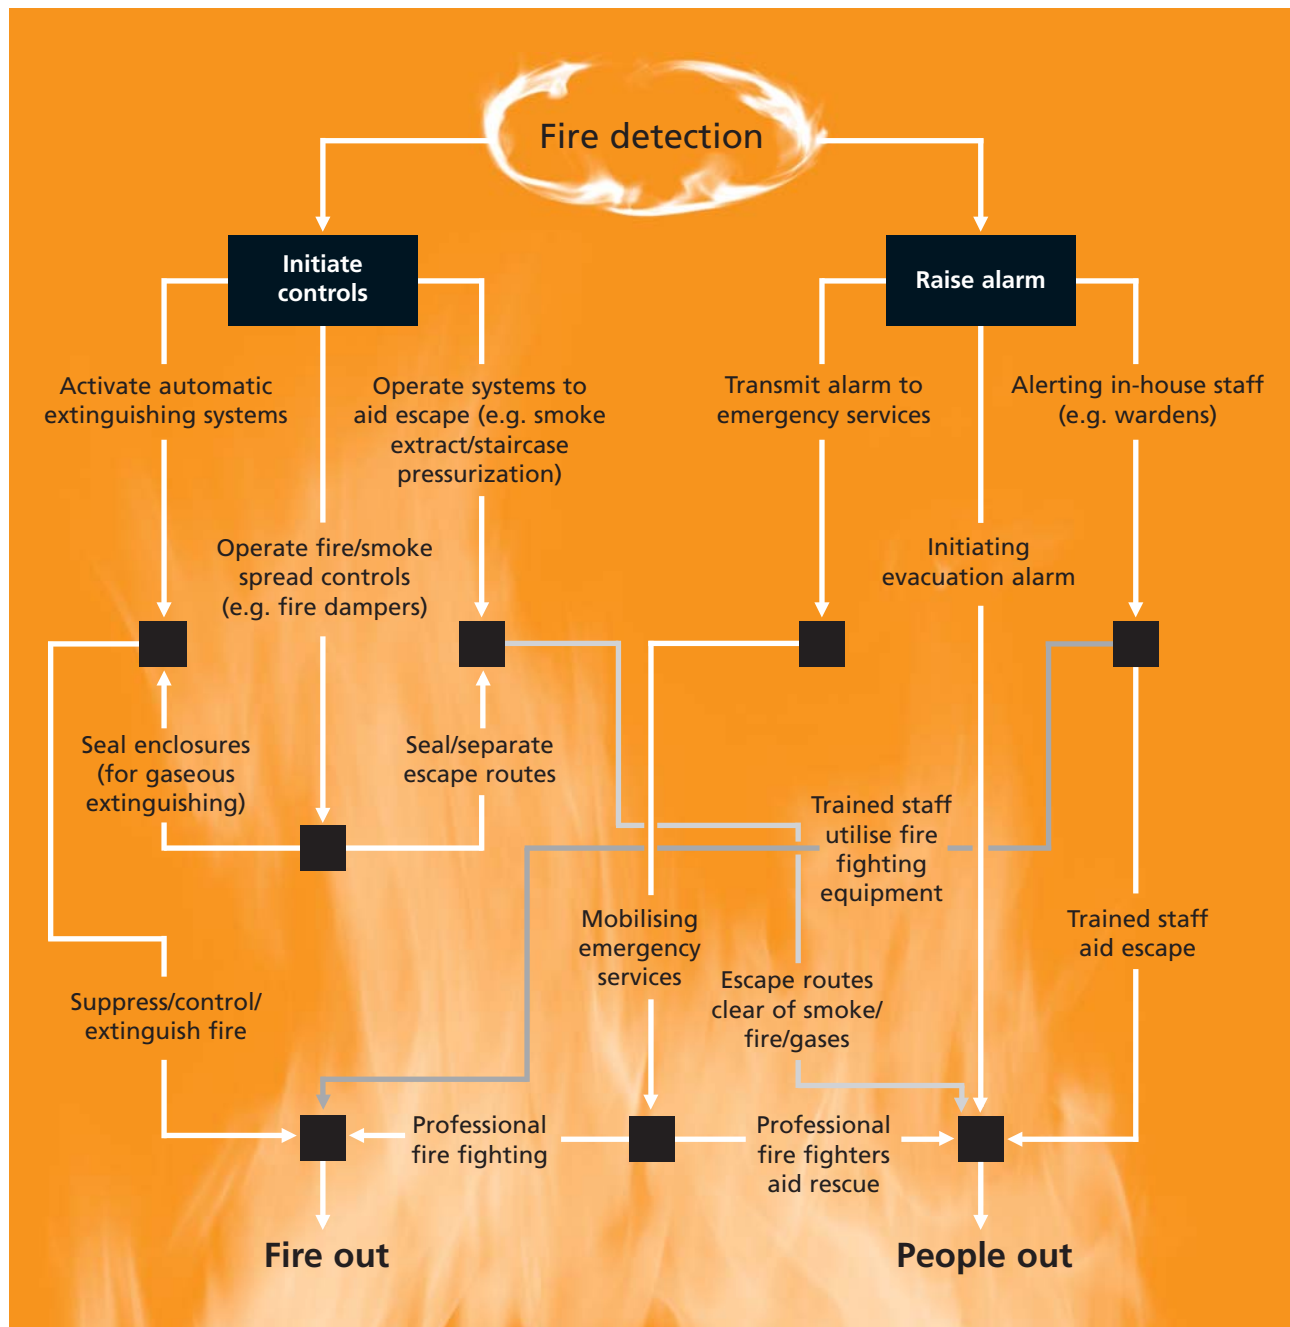 Fire detection
Initiate
controls
Raise alarm
Activate automatic
extinguishing systems
Operate systems to
aid escape (e.g. smoke
extract/staircase
pressurization)
Transmit alarm to
emergency services
Alerting in-house staff
(e.g. wardens)
Operate fire/smoke
spread controls
(e.g. fire dampers)
Initiating
evacuation alarm
Seal enclosures
(for gaseous
extinguishing)
Seal/separate
escape routes
Trained staff
utilise fire
fighting
equipment
Mobilising
emergency
services
Trained staff
aid escape
Suppress/control/
extinguish fire
Escape routes
clear of smoke/
fire/gases
Professional
fire fighting
Professional
fire fighters
aid rescue
Fire out
People out